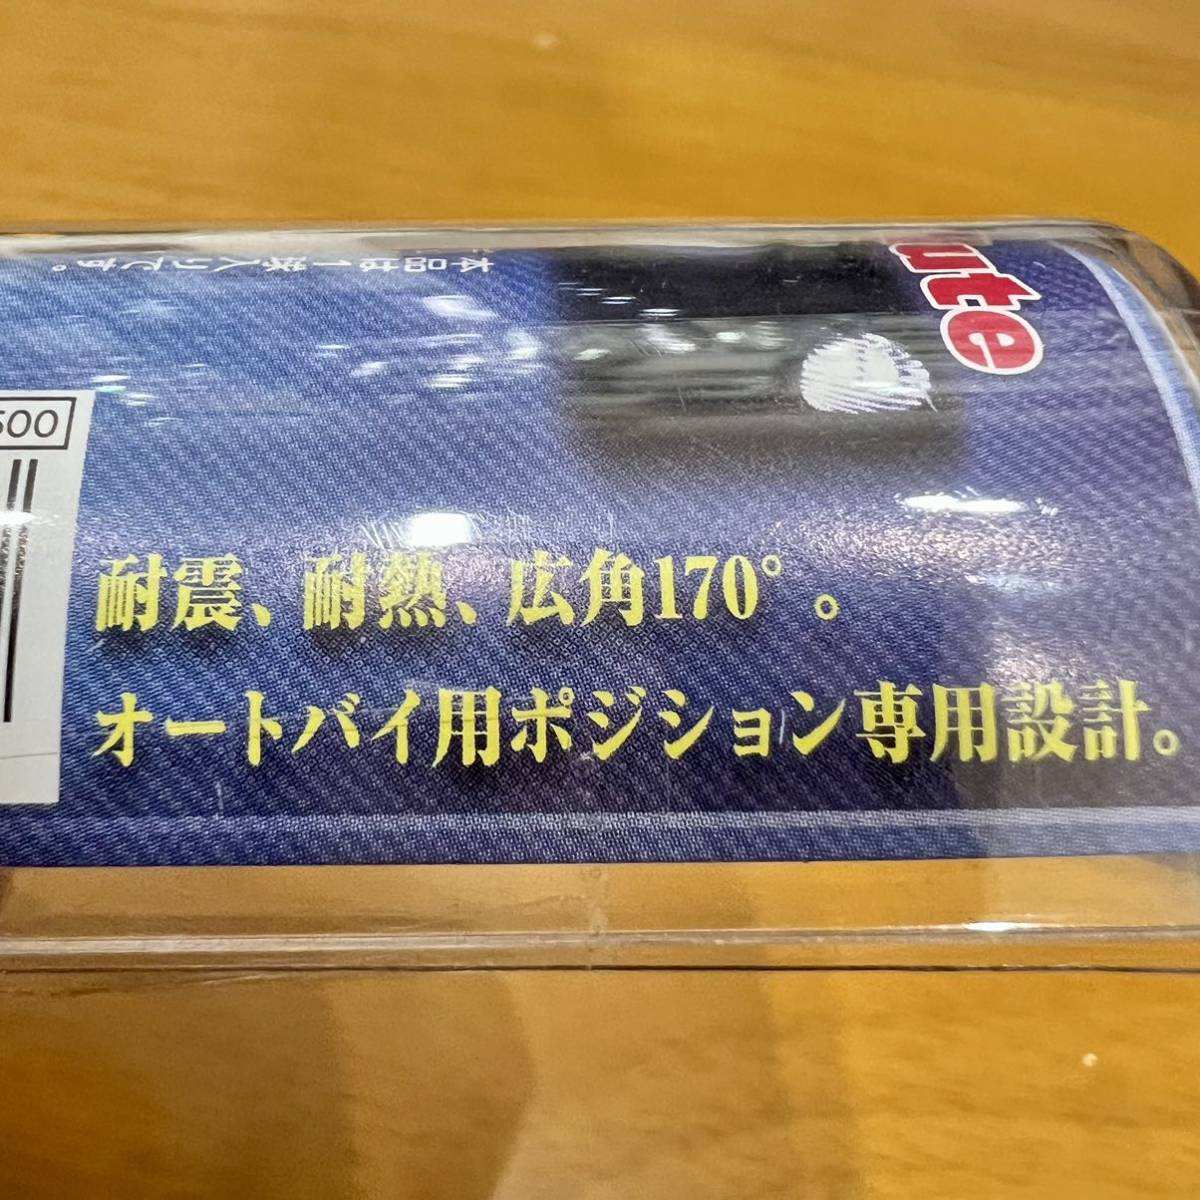 本品は1球入りです。
ute
500
耐震、耐熱、広角170°。
オートバイ用ポジション専用設計。